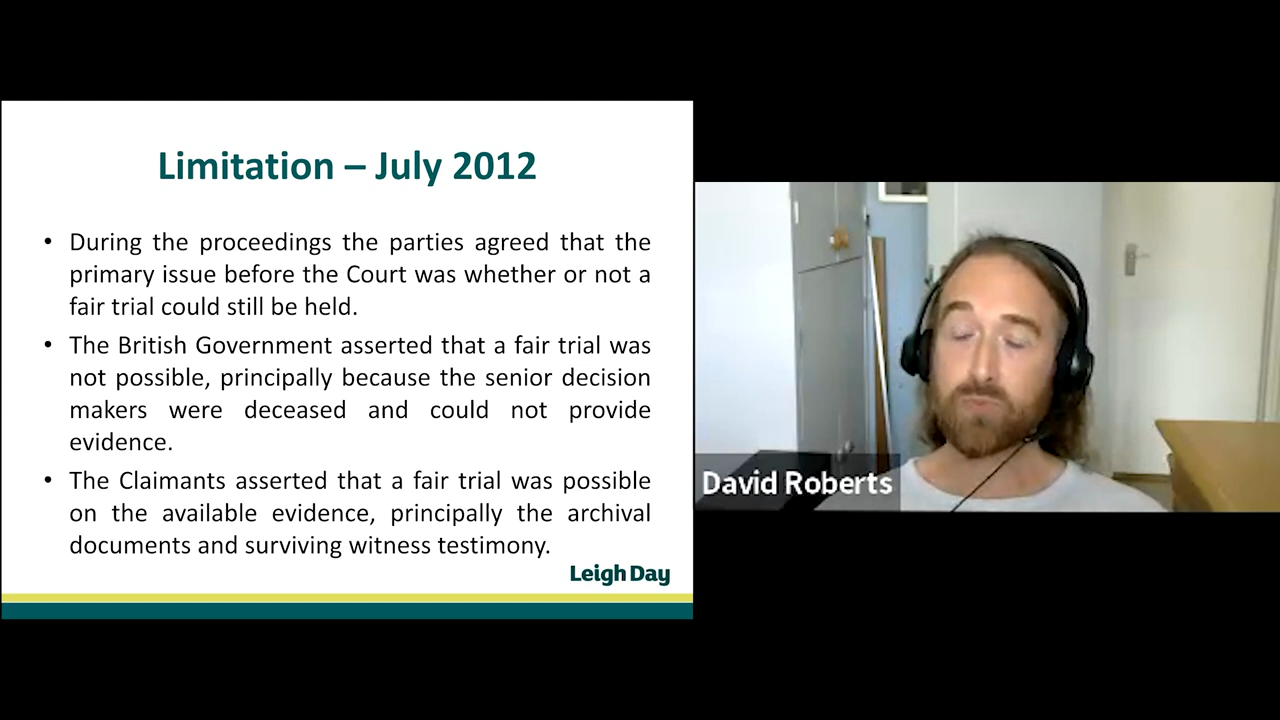 Limitation – July 2012
• During the proceedings the parties agreed that the
primary issue before the Court was whether or not a
fair trial could still be held.
• The British Government asserted that a fair trial was
not possible, principally because the senior decision
makers were deceased and could not provide
evidence.
• The Claimants asserted that a fair trial was possible
on the available evidence, principally the archival
documents and surviving witness testimony.
Leigh Day
David Roberts